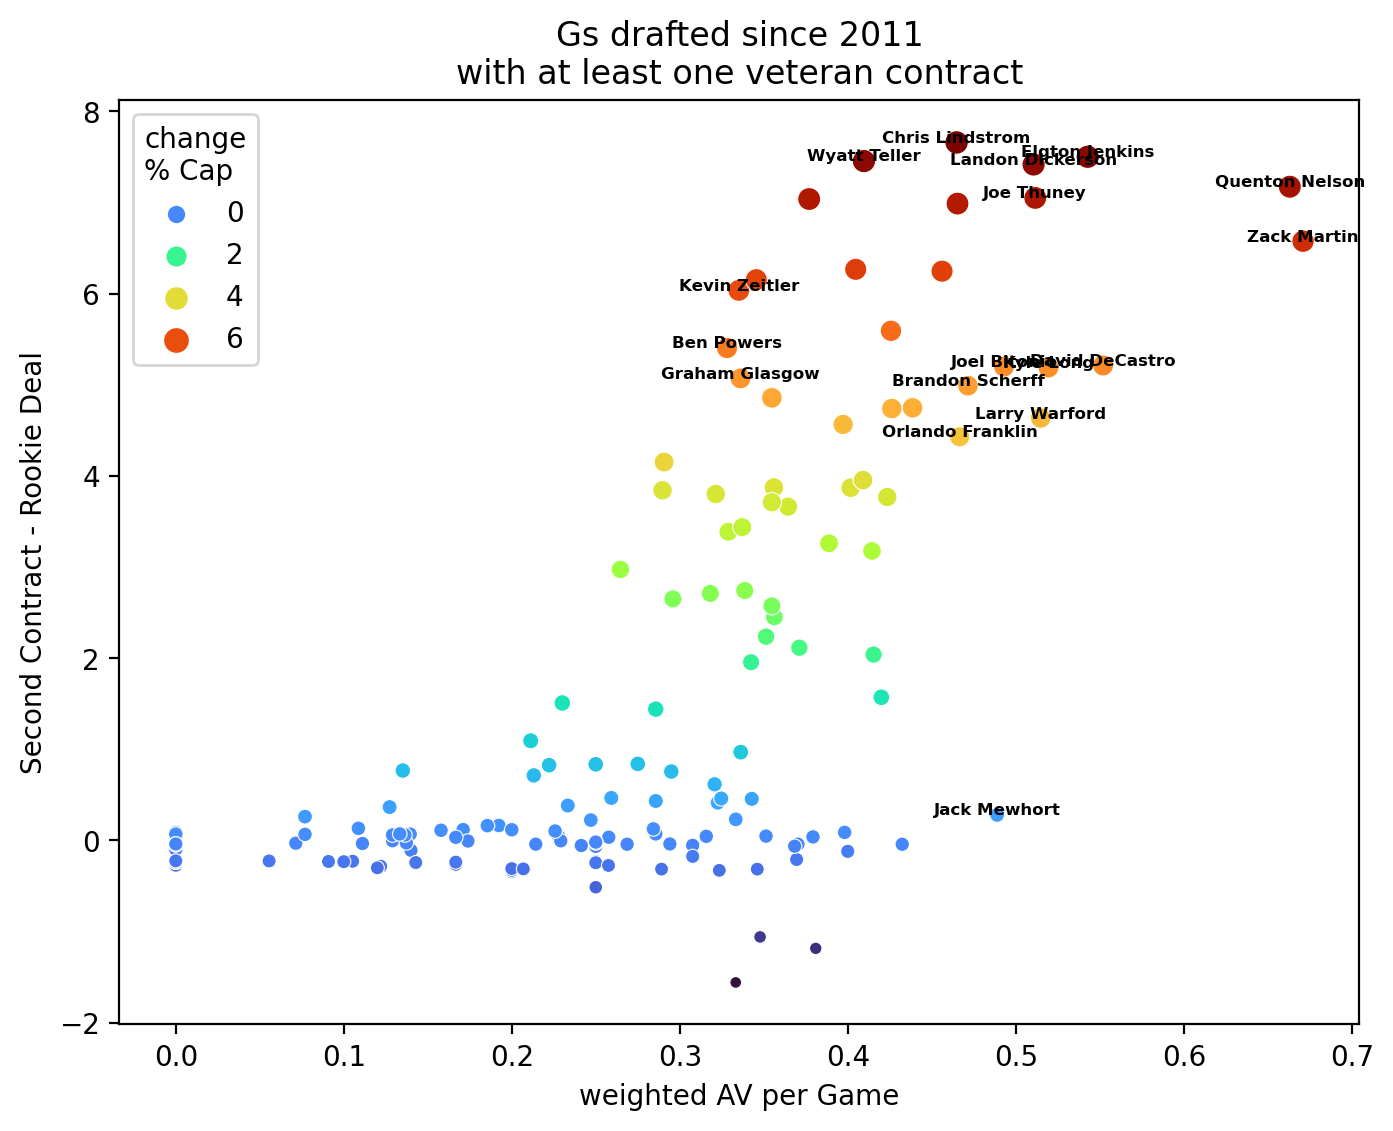 Gs drafted since 2011
with at least one veteran contract
change
% Cap
0
2
4
6
Chris Lindstrom
Elgton Jenkins
Wyatt Teller
Landon Dickerson
Quenton Nelson
Joe Thuney
Zack Martin
Kevin Zeitler
Ben Powers
Joel Bitonio
Kyle Long
David DeCastro
Graham Glasgow
Brandon Scherff
Larry Warford
Orlando Franklin
Jack Mewhort
8
6
4
2
0
−2
Second Contract - Rookie Deal
0.0 0.1 0.2 0.3 0.4 0.5 0.6 0.7
weighted AV per Game